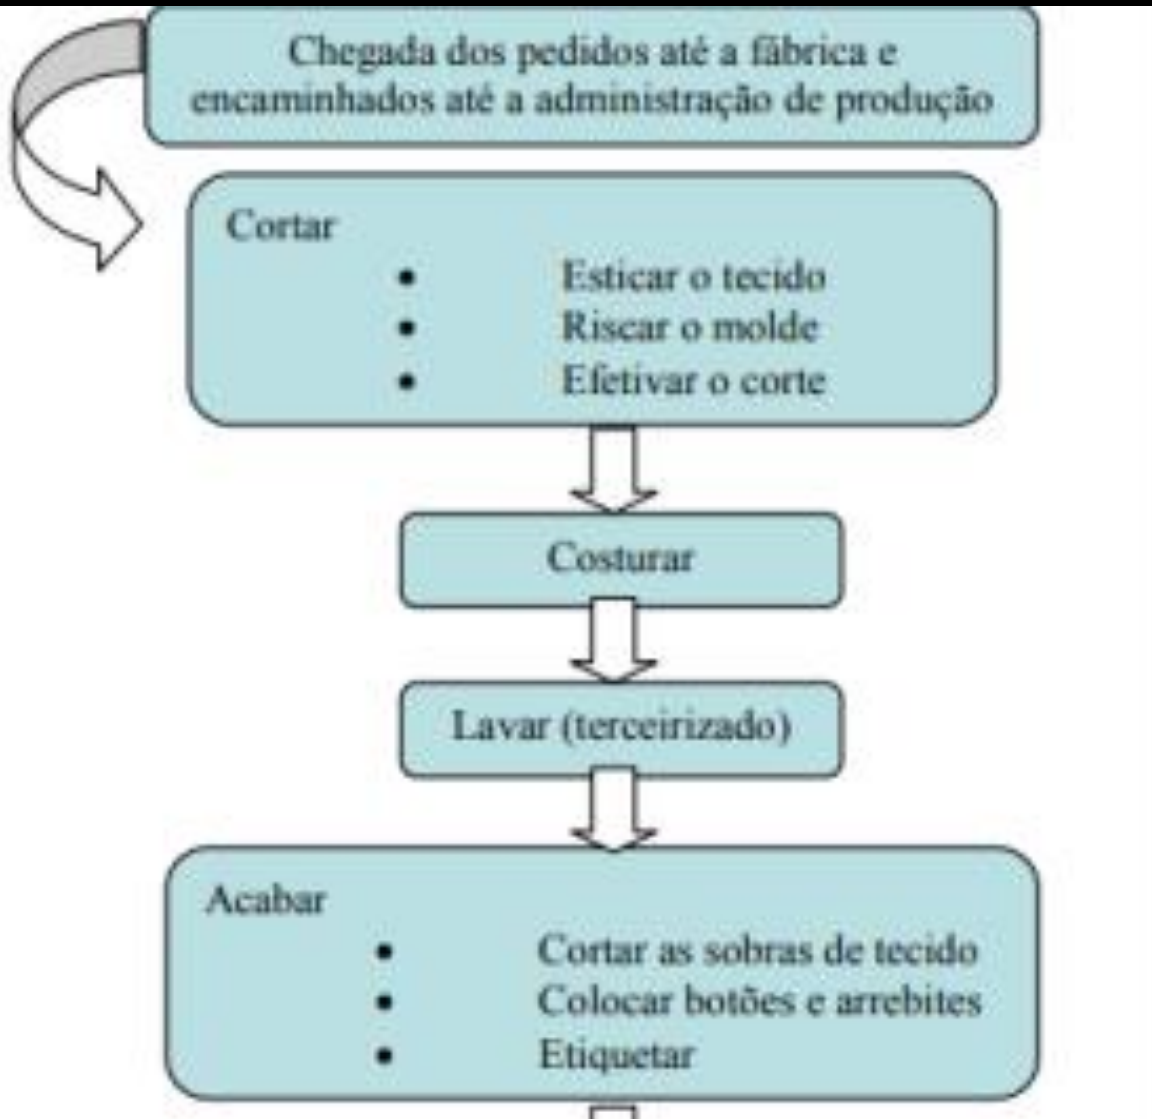 Chegada dos pedidos até a fábrica e
encaminhados até a administração de produção
Cortar
• Esticar o tecido
• Riscar o molde
• Efetivar o corte
Costurar
Lavar (terceirizado)
Acabar
• Cortar as sobras de tecido
• Colocar botões e arrebites
• Etiquetar